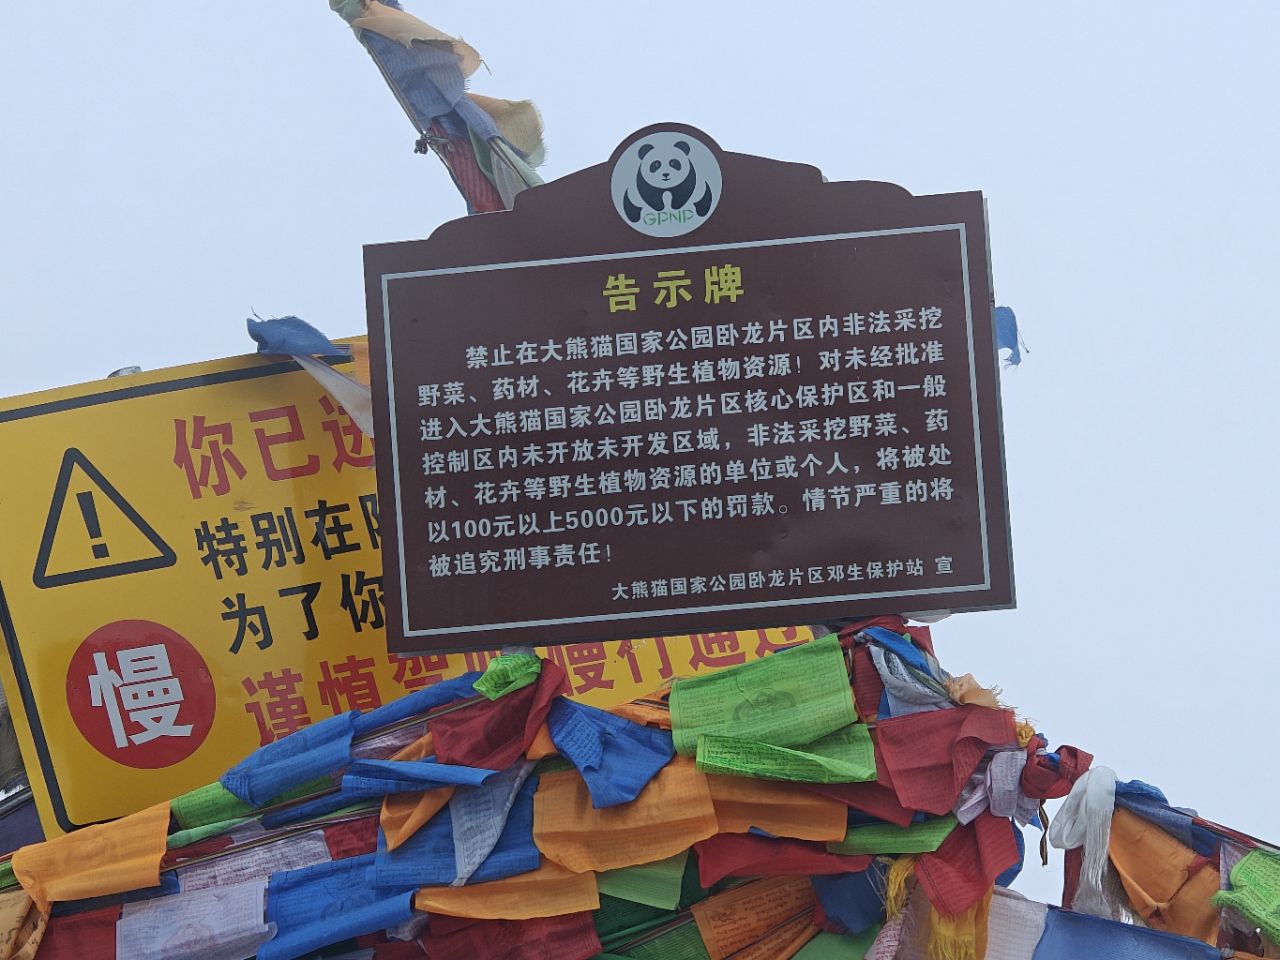 GPNP
告示牌
禁止在大熊猫国家公园卧龙片区内非法采挖
野菜、药材、花卉等野生植物资源！对未经批准
进入大熊猫国家公园卧龙片区核心保护区和一般
控制区内未开放未开发区域，非法采挖野菜、药
材、花卉等野生植物资源的单位或个人，将被处
以100元以上5000元以下的罚款。情节严重的将
被追究刑事责任！
大熊猫国家公园卧龙片区邓生保护站 宣
你已进
特别在
为了你
慢
谨慎驾 慢行通过